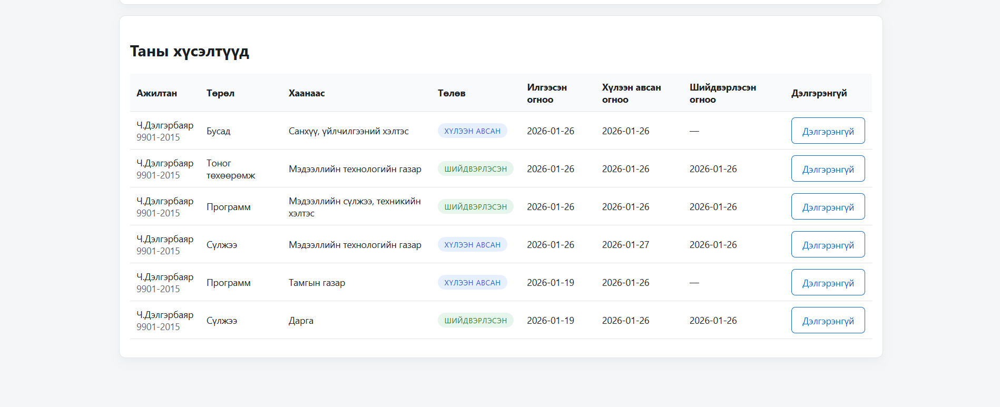 Таны хүсэлтүүд
Ажилтан Төрөл Хаанаас Төлөв Илгээсэн огноо Хүлээн авсан огноо Шийдвэрлэсэн огноо Дэлгэрэнгүй
Ч.Дэлгэрбаяр 9901-2015 Бусад Санхүү, үйлчилгээний хэлтэс ХҮЛЭЭН АВСАН 2026-01-26 2026-01-26 — Дэлгэрэнгүй
Ч.Дэлгэрбаяр 9901-2015 Тоног төхөөрөмж Мэдээллийн технологийн газар ШИЙДВЭРЛЭСЭН 2026-01-26 2026-01-26 2026-01-26 Дэлгэрэнгүй
Ч.Дэлгэрбаяр 9901-2015 Программ Мэдээллийн сүлжээ, техникийн хэлтэс ШИЙДВЭРЛЭСЭН 2026-01-26 2026-01-26 2026-01-26 Дэлгэрэнгүй
Ч.Дэлгэрбаяр 9901-2015 Сүлжээ Мэдээллийн технологийн газар ХҮЛЭЭН АВСАН 2026-01-26 2026-01-27 2026-01-26 Дэлгэрэнгүй
Ч.Дэлгэрбаяр 9901-2015 Программ Тамгын газар ХҮЛЭЭН АВСАН 2026-01-19 2026-01-26 — Дэлгэрэнгүй
Ч.Дэлгэрбаяр 9901-2015 Сүлжээ Дарга ШИЙДВЭРЛЭСЭН 2026-01-19 2026-01-26 2026-01-26 Дэлгэрэнгүй